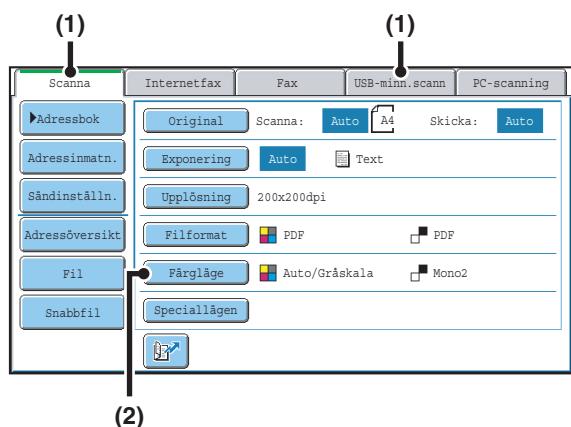 (1) (1)
Scanna Internetfax Fax USB-minn.scann PC-scanning
Adressbok Original Scanna: Auto A4 Skicka: Auto
Adressinmatn. Exponering Auto Text
Sändinställn. Upplösning 200x200dpi
Adressöversikt Filformat PDF PDF
Fil Färgläge Auto/Gråskala Mono2
Snabbfil Speciallägen
(2)